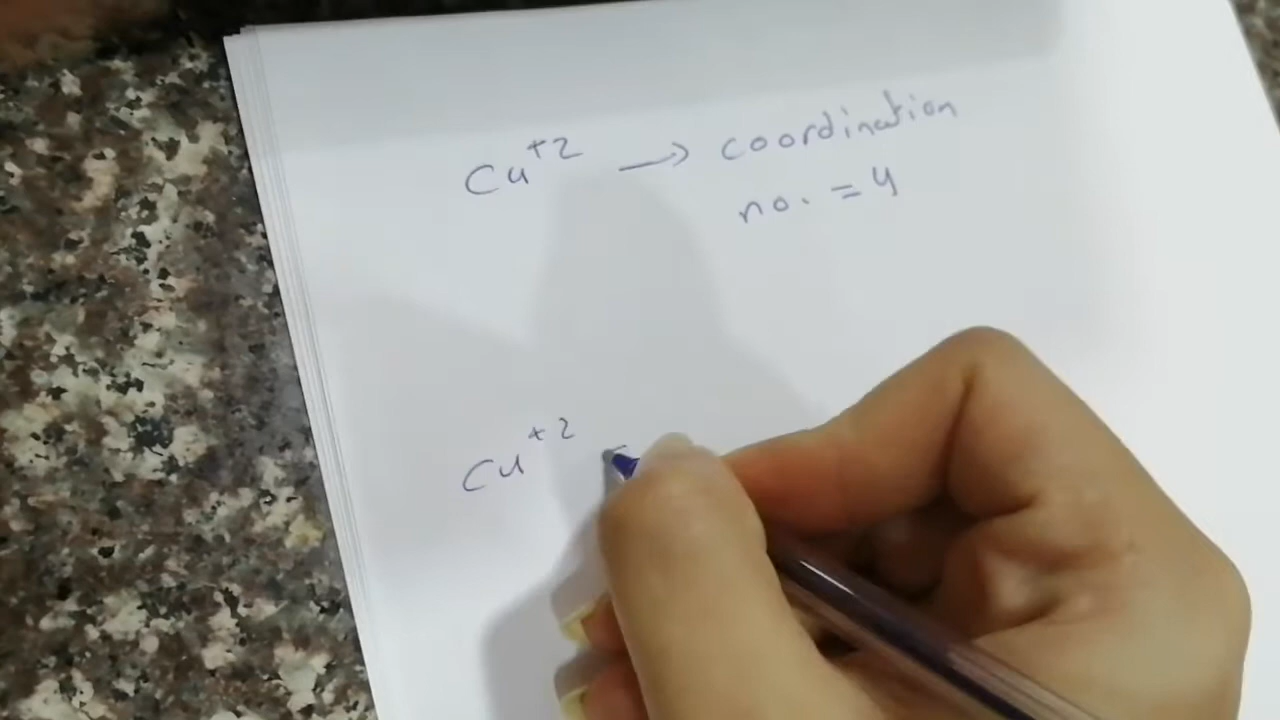 Cu+2 → coordination
no. = 4
Cu+2